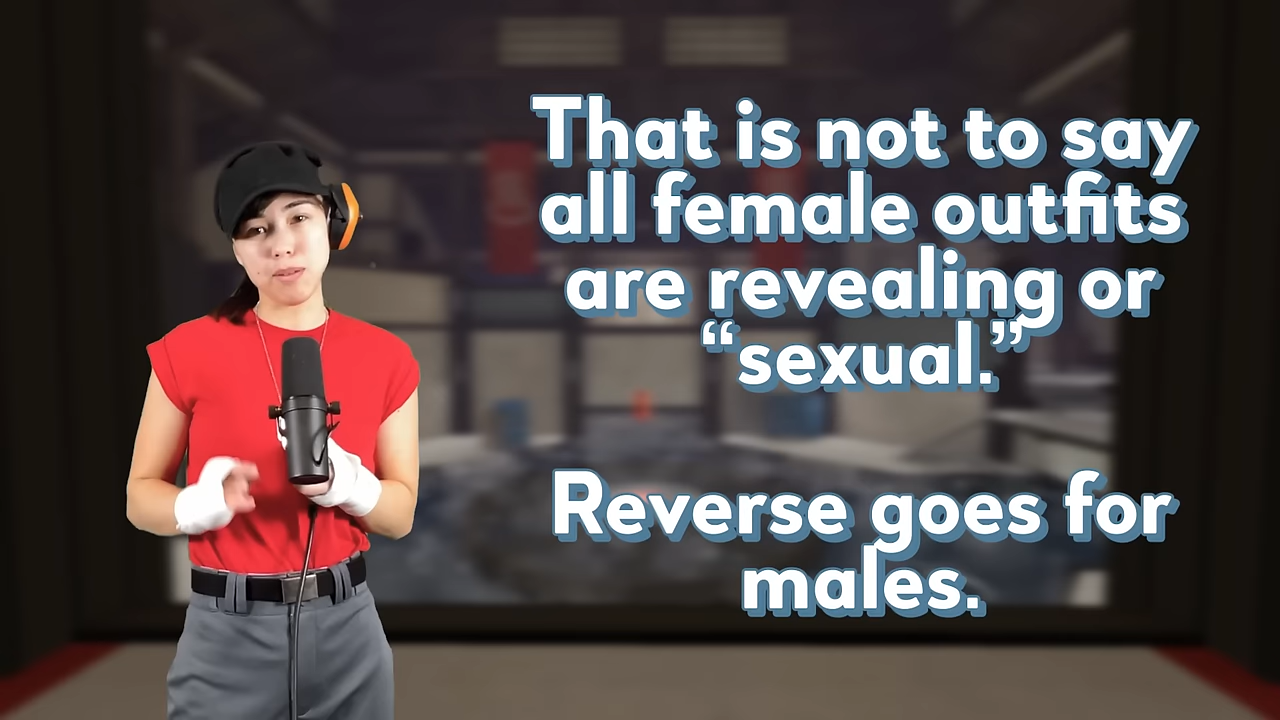 That is not to say
all female outfits
are revealing or
“sexual.”
Reverse goes for
males.